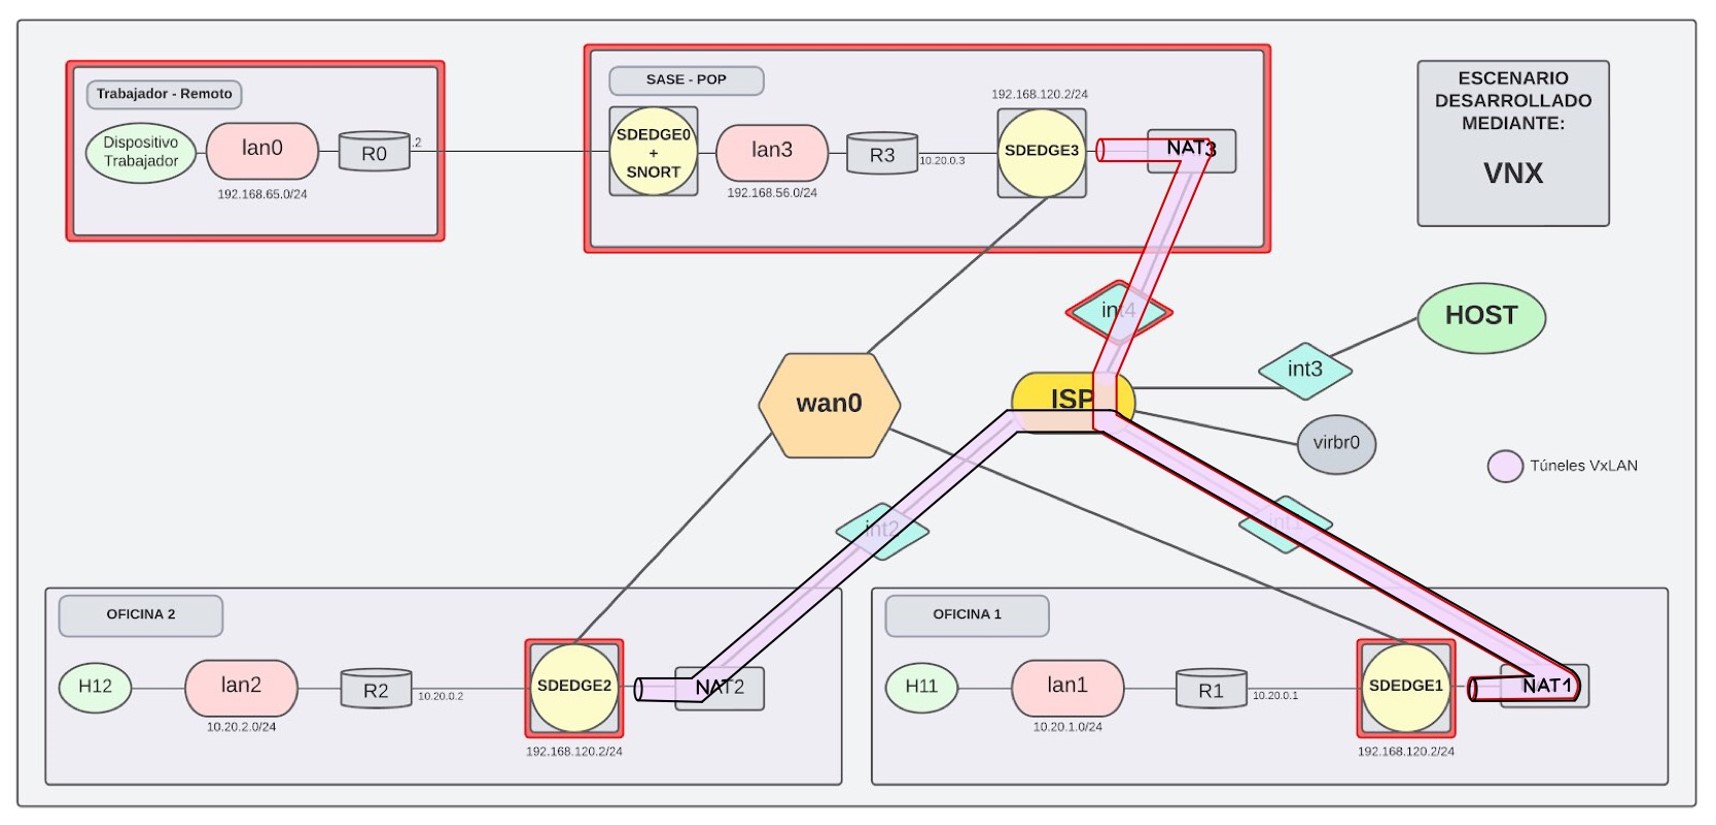 Trabajador - Remoto
Dispositivo
Trabajador
lan0
192.168.65.0/24
R0
.2
SASE - POP
SDEDGE0
+
SNORT
lan3
192.168.56.0/24
R3
10.20.0.3
192.168.120.2/24
SDEDGE3
NAT3
ESCENARIO
DESARROLLADO
MEDIANTE:
VNX
int4
HOST
int3
wan0
ISP
virbr0
Túneles VxLAN
int2
int1
OFICINA 2
H12
lan2
10.20.2.0/24
R2
10.20.0.2
SDEDGE2
192.168.120.2/24
NAT2
OFICINA 1
H11
lan1
10.20.1.0/24
R1
10.20.0.1
SDEDGE1
192.168.120.2/24
NAT1